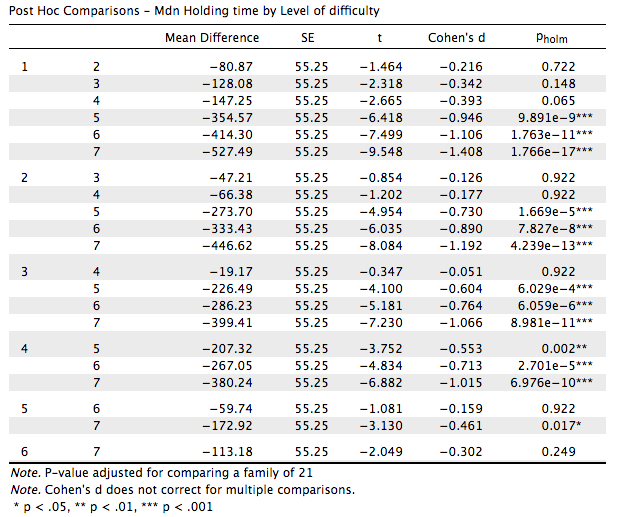 Post Hoc Comparisons – Mdn Holding time by Level of difficulty
Mean Difference SE t Cohen's d pholm
1 2 −80.87 55.25 −1.464 −0.216 0.722
3 −128.08 55.25 −2.318 −0.342 0.148
4 −147.25 55.25 −2.665 −0.393 0.065
5 −354.57 55.25 −6.418 −0.946 9.891e−9***
6 −414.30 55.25 −7.499 −1.106 1.763e−11***
7 −527.49 55.25 −9.548 −1.408 1.766e−17***
2 3 −47.21 55.25 −0.854 −0.126 0.922
4 −66.38 55.25 −1.202 −0.177 0.922
5 −273.70 55.25 −4.954 −0.730 1.669e−5***
6 −333.43 55.25 −6.035 −0.890 7.827e−8***
7 −446.62 55.25 −8.084 −1.192 4.239e−13***
3 4 −19.17 55.25 −0.347 −0.051 0.922
5 −226.49 55.25 −4.100 −0.604 6.029e−4***
6 −286.23 55.25 −5.181 −0.764 6.059e−6***
7 −399.41 55.25 −7.230 −1.066 8.981e−11***
4 5 −207.32 55.25 −3.752 −0.553 0.002**
6 −267.05 55.25 −4.834 −0.713 2.701e−5***
7 −380.24 55.25 −6.882 −1.015 6.976e−10***
5 6 −59.74 55.25 −1.081 −0.159 0.922
7 −172.92 55.25 −3.130 −0.461 0.017*
6 7 −113.18 55.25 −2.049 −0.302 0.249
Note. P-value adjusted for comparing a family of 21
Note. Cohen's d does not correct for multiple comparisons.
* p < .05, ** p < .01, *** p < .001